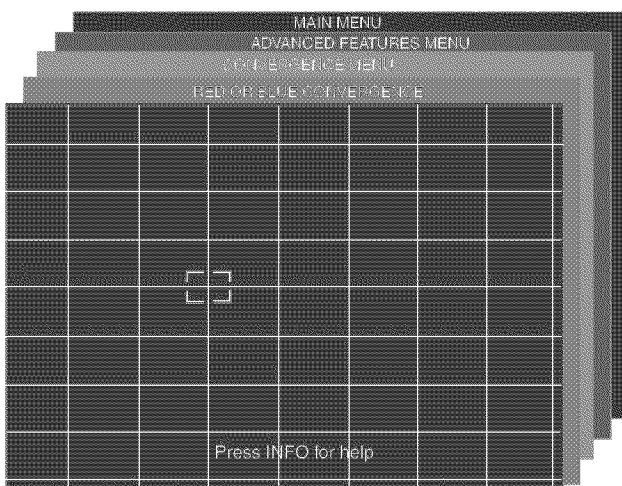 MAIN MENU
ADVANCED FEATURES MENU
CONVERGENCE MENU
RED OR BLUE CONVERGENCE
Press INFO for help